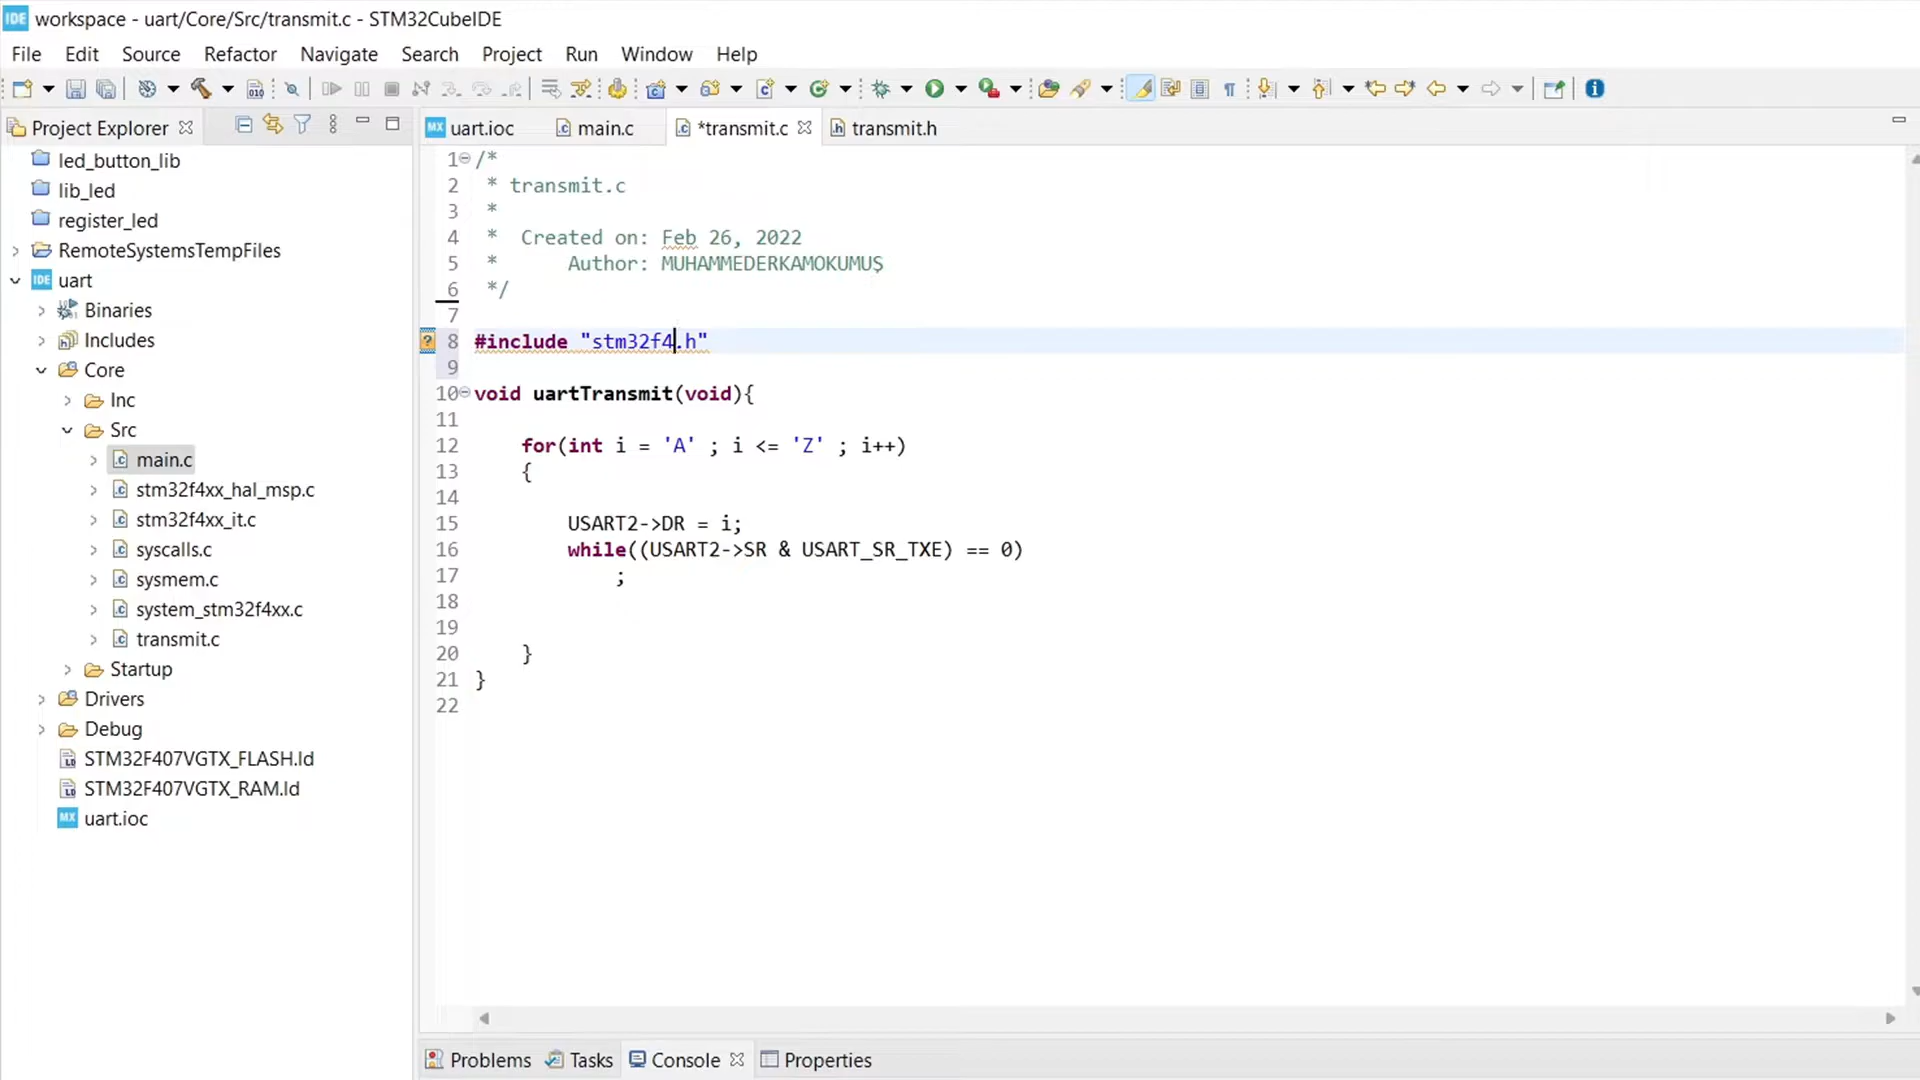 workspace - uart/Core/Src/transmit.c - STM32CubeIDE
File Edit Source Refactor Navigate Search Project Run Window Help
Project Explorer
led_button_lib
lib_led
register_led
RemoteSystemsTempFiles
uart
Binaries
Includes
Core
Inc
Src
main.c
stm32f4xx_hal_msp.c
stm32f4xx_it.c
syscalls.c
sysmem.c
system_stm32f4xx.c
transmit.c
Startup
Drivers
Debug
STM32F407VGTX_FLASH.ld
STM32F407VGTX_RAM.ld
uart.ioc
uart.ioc main.c *transmit.c transmit.h
1 /*
2 * transmit.c
3 *
4 * Created on: Feb 26, 2022
5 * Author: MUHAMMEDERKAMOKUMUŞ
6 */
7
8 #include "stm32f4.h"
9
10 void uartTransmit(void){
11
12 for(int i = 'A' ; i <= 'Z' ; i++)
13 {
14
15 USART2->DR = i;
16 while((USART2->SR & USART_SR_TXE) == 0)
17 ;
18
19
20 }
21 }
22
Problems Tasks Console Properties